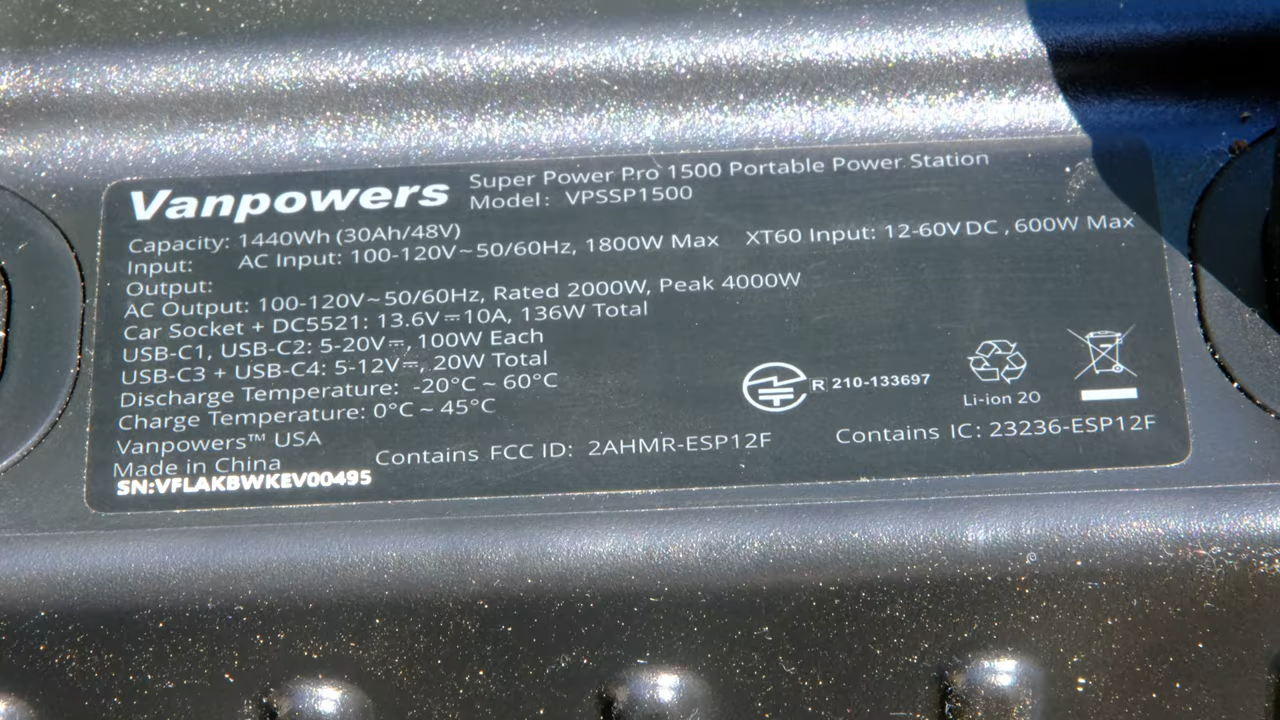 Vanpowers
Super Power Pro 1500 Portable Power Station
Model: VPSSP1500
Capacity: 1440Wh (30Ah/48V)
Input: AC Input: 100-120V~50/60Hz, 1800W Max XT60 Input: 12-60V DC , 600W Max
Output:
AC Output: 100-120V~50/60Hz, Rated 2000W, Peak 4000W
Car Socket + DC5521: 13.6V⎓10A, 136W Total
USB-C1, USB-C2: 5-20V⎓, 100W Each
USB-C3 + USB-C4: 5-12V⎓, 20W Total
Discharge Temperature: -20°C ~ 60°C
Charge Temperature: 0°C ~ 45°C
R 210-133697
Li-ion 20
Vanpowers™ USA
Made in China
Contains FCC ID: 2AHMR-ESP12F Contains IC: 23236-ESP12F
SN:VFLAKBWKEV00495